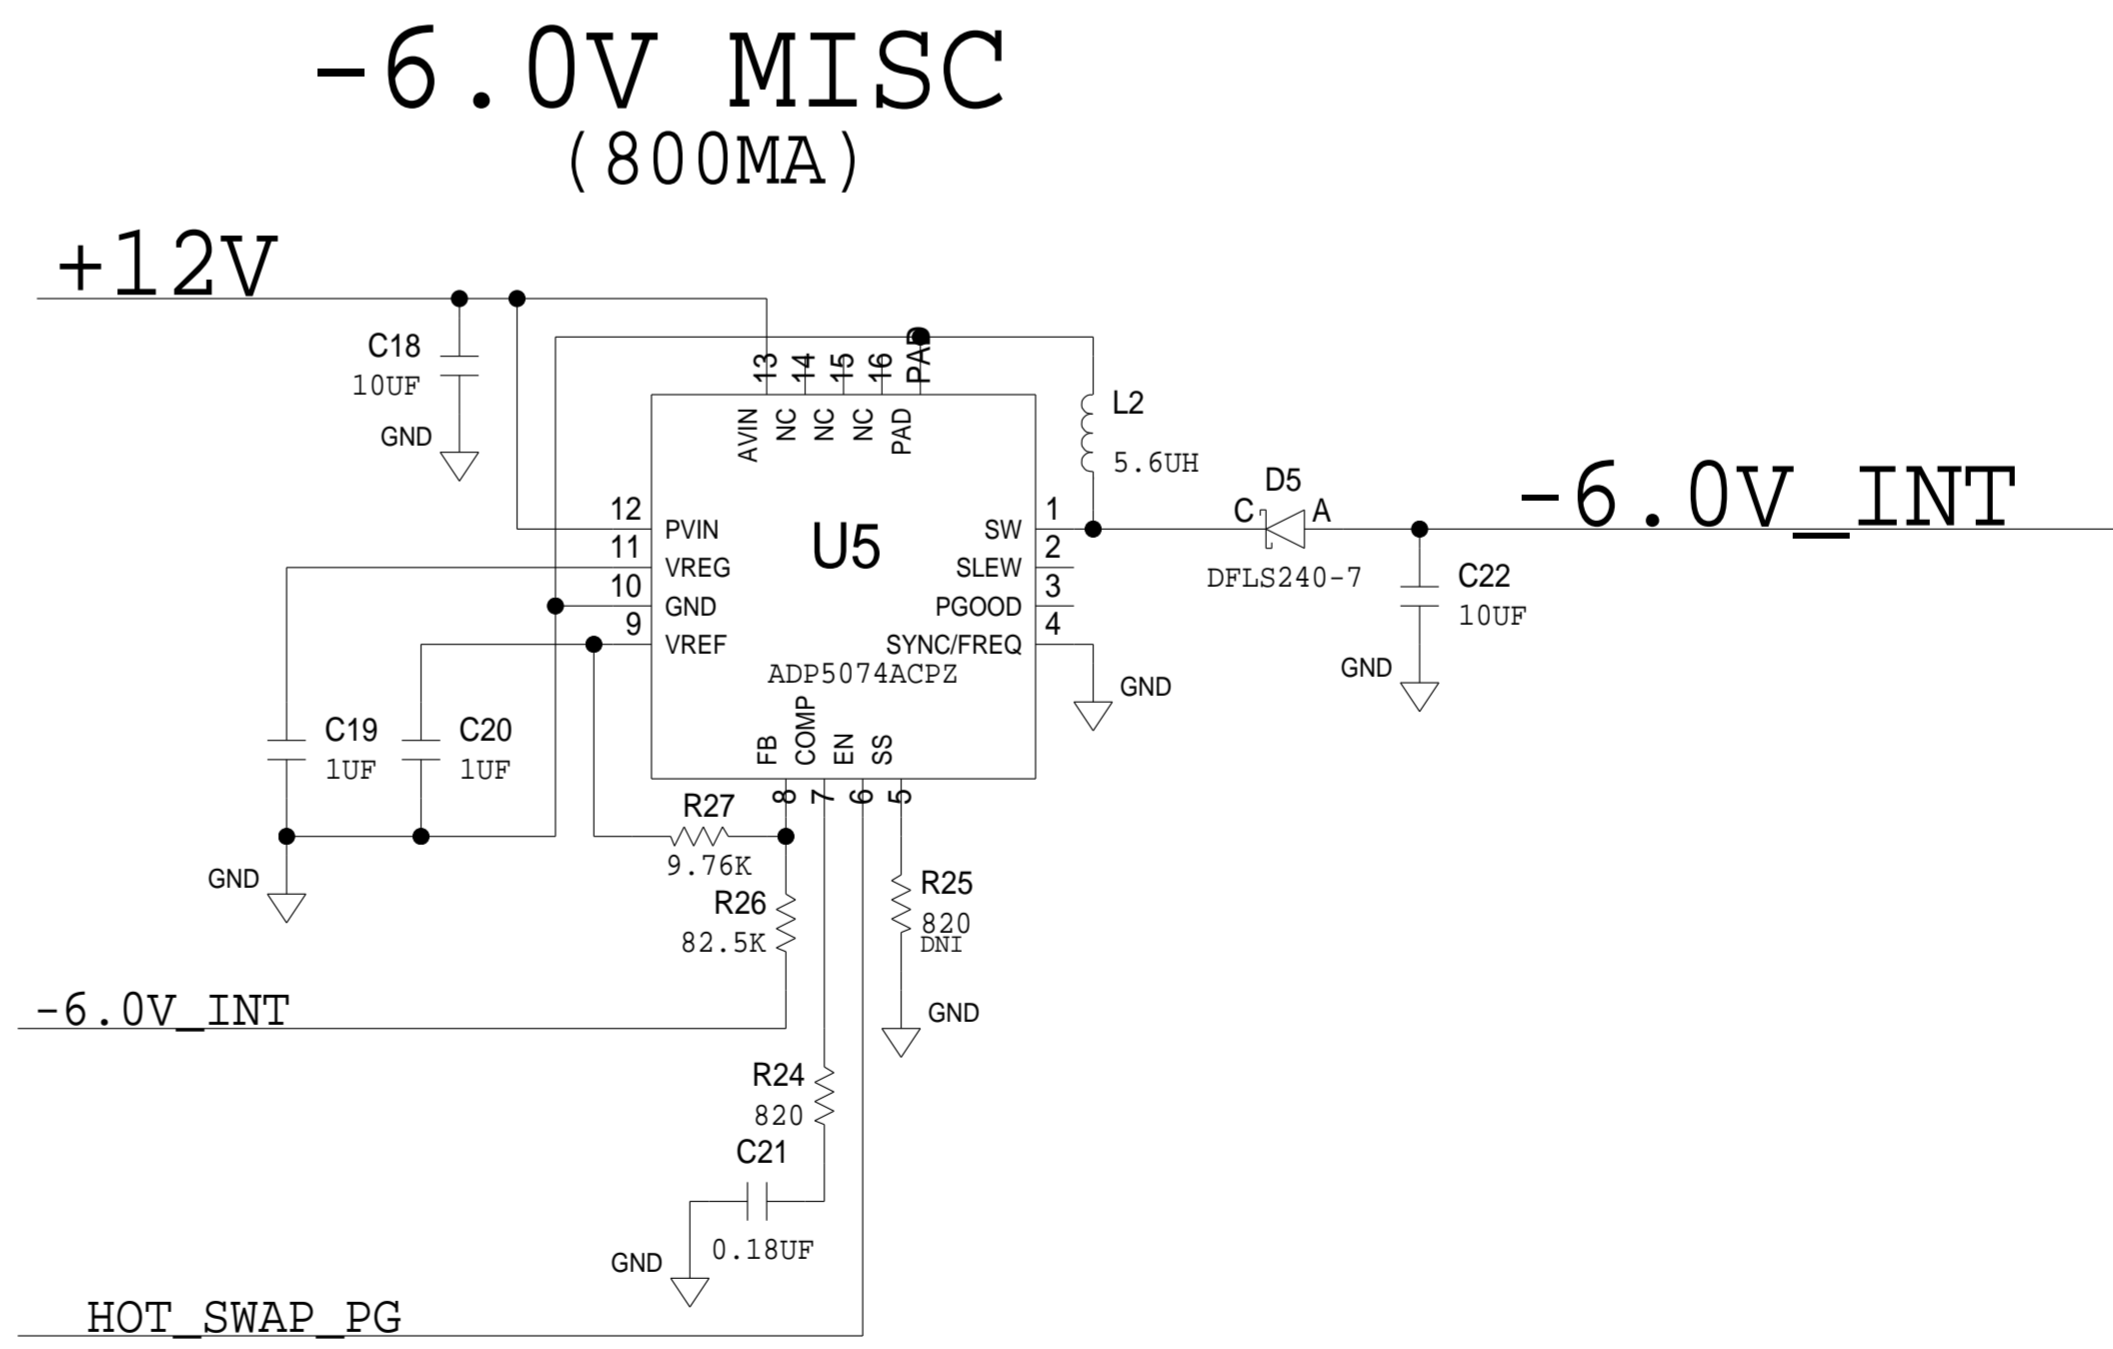 -6.0V MISC
(800MA)
+12V
C18
10UF
GND
13
14
15
16
PAD
AVIN
NC
NC
NC
PAD
L2
5.6UH
12
PVIN
11
VREG
10
GND
9
VREF
U5
ADP5074ACPZ
SW
1
SLEW
2
PGOOD
3
SYNC/FREQ
4
GND
D5
C
A
DFLS240-7
-6.0V_INT
C22
10UF
GND
C19
1UF
C20
1UF
GND
FB
COMP
EN
SS
8
7
6
5
R27
9.76K
R26
82.5K
R25
820
DNI
GND
-6.0V_INT
R24
820
C21
0.18UF
GND
HOT_SWAP_PG